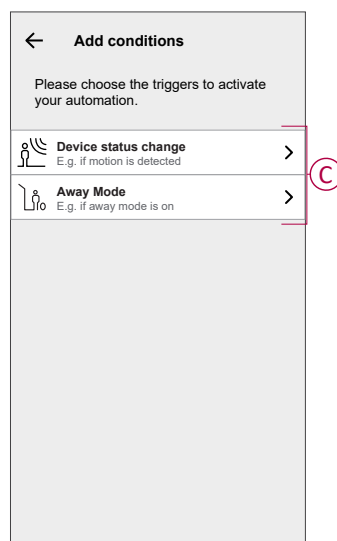 Add conditions
Please choose the triggers to activate
your automation.
Device status change
E.g. if motion is detected
Away Mode
E.g. if away mode is on
C